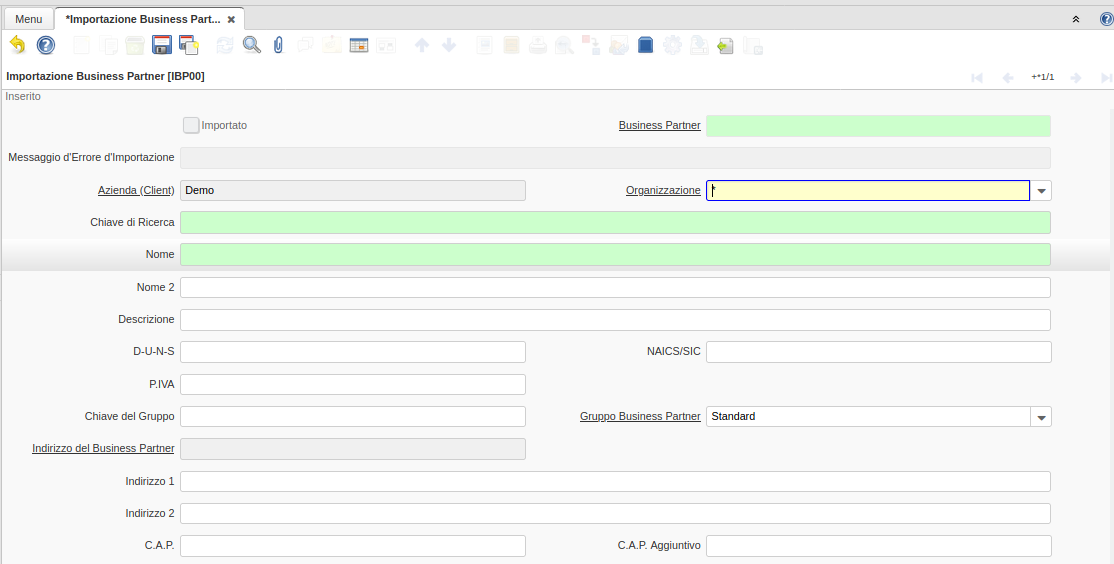 Menu *Importazione Business Part...
Importazione Business Partner [IBP00] +*1/1
Inserito
Importato Business Partner
Messaggio d'Errore d'Importazione
Azienda (Client) Demo Organizzazione *
Chiave di Ricerca
Nome
Nome 2
Descrizione
D-U-N-S NAICS/SIC
P.IVA
Chiave del Gruppo Gruppo Business Partner Standard
Indirizzo del Business Partner
Indirizzo 1
Indirizzo 2
C.A.P. C.A.P. Aggiuntivo